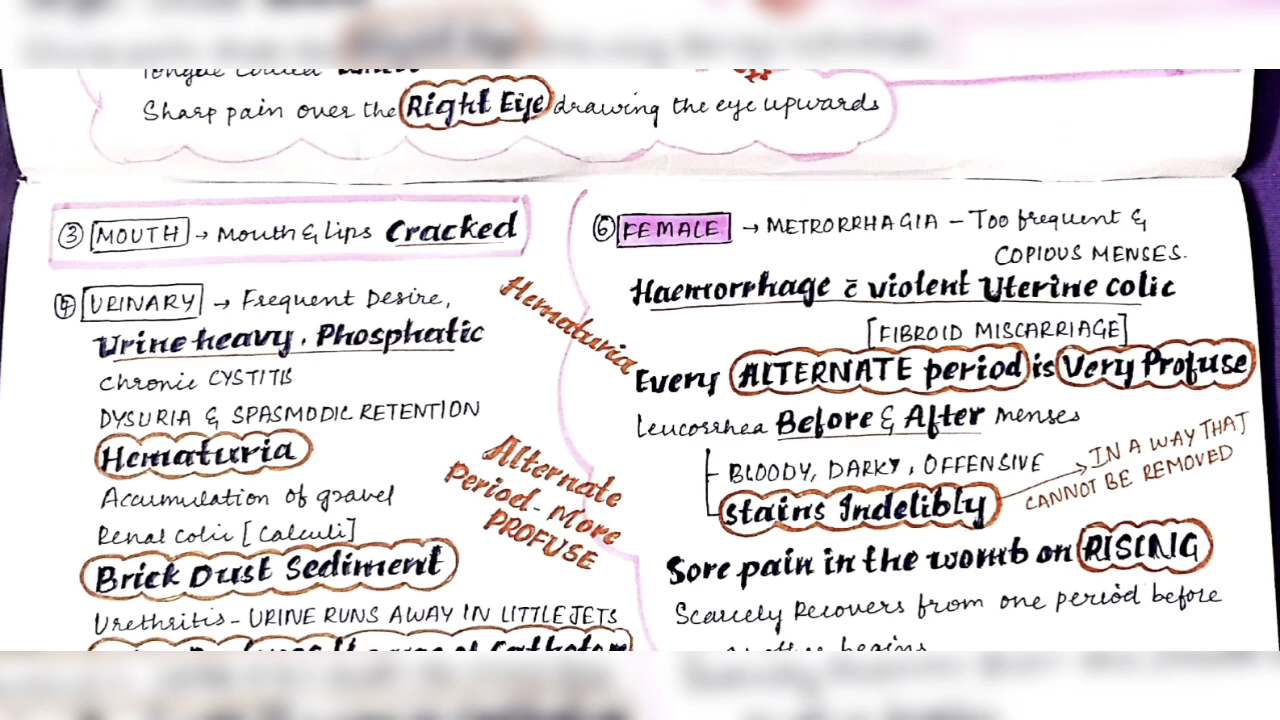 Sharp pain over the Right Eye drawing the eye upwards
③ MOUTH → Mouth & Lips Cracked
④ URINARY → Frequent Desire,
Urine heavy, Phosphatic
Chronic CYSTITIS
DYSURIA & SPASMODIC RETENTION
Hematuria
Accumulation of gravel
Renal colic [Calculi]
Brick Dust Sediment
Urethritis - URINE RUNS AWAY IN LITTLE JETS
Hematuria
Alternate
Period - More
PROFUSE
⑥ FEMALE → METRORRHAGIA - Too frequent &
COPIOUS MENSES.
Haemorrhage c̄ violent Uterine colic
[FIBROID MISCARRIAGE]
Every ALTERNATE period is Very Profuse
Leucorrhea Before & After menses
BLOODY, DARK, OFFENSIVE
Stains Indelibly → IN A WAY THAT
CANNOT BE REMOVED
Sore pain in the womb on RISING
Scarcely Recovers from one period before